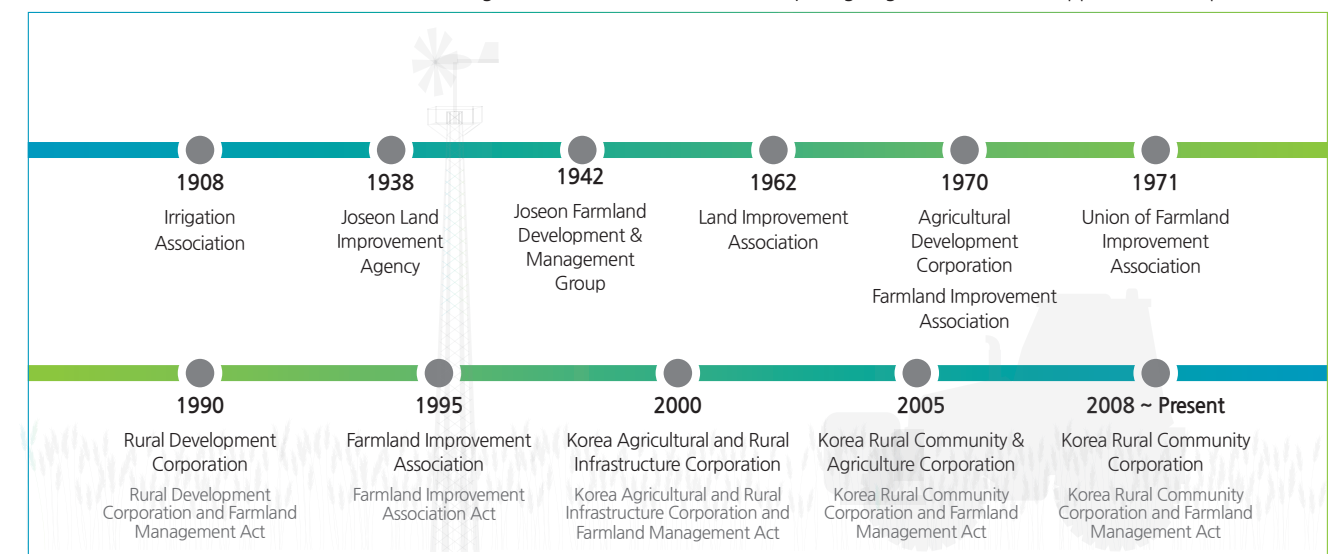 1908
Irrigation
Association
1938
Joseon Land
Improvement
Agency
1942
Joseon Farmland
Development &
Management
Group
1962
Land Improvement
Association
1970
Agricultural
Development
Corporation
Farmland Improvement
Association
1971
Union of Farmland
Improvement
Association
1990
Rural Development
Corporation
Rural Development
Corporation and Farmland
Management Act
1995
Farmland Improvement
Association
Farmland Improvement
Association Act
2000
Korea Agricultural and Rural
Infrastructure Corporation
Korea Agricultural and Rural
Infrastructure Corporation and
Farmland Management Act
2005
Korea Rural Community &
Agriculture Corporation
Korea Rural Community
Corporation and Farmland
Management Act
2008 ~ Present
Korea Rural Community
Corporation
Korea Rural Community
Corporation and Farmland
Management Act